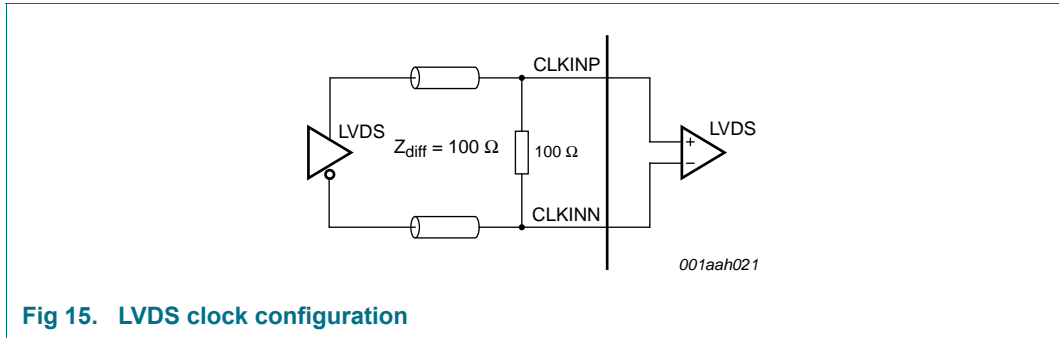 CLKINP
LVDS
Z_diff = 100 Ω
100 Ω
LVDS
+
−
CLKINN
001aah021
Fig 15. LVDS clock configuration